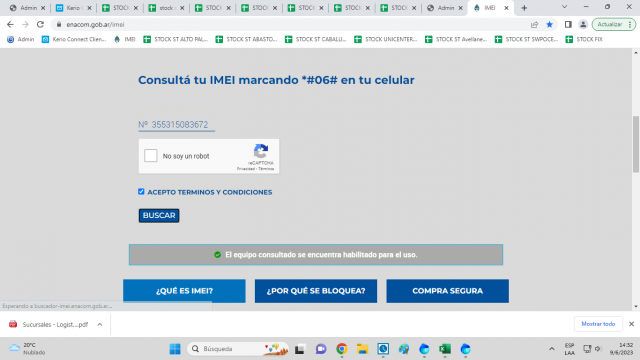 Admin
Kerio
STOCK
stock
STOCK
STOCK
STOCK
STOCK
STOCK
Admin
IMEI
enacom.gob.ar/imei
Actualizar
Admin
Kerio Connect Clien...
IMEI
STOCK ST ALTO PAL...
STOCK ST ABASTO...
STOCK ST CABALLI...
STOCK UNICENTER...
STOCK ST Avellane...
STOCK ST SWPOCE...
STOCK FIX
Consultá tu IMEI marcando *#06# en tu celular
Nº 355315083672
No soy un robot
reCAPTCHA
Privacidad - Términos
ACEPTO TERMINOS Y CONDICIONES
BUSCAR
El equipo consultado se encuentra habilitado para el uso.
¿QUÉ ES IMEI?
¿POR QUÉ SE BLOQUEA?
COMPRA SEGURA
Esperando a buscador-imei.enacom.gob.ar...
Sucursales - Logist....pdf
Mostrar todo
20°C
Nublado
Búsqueda
ESP
LAA
14:32
9/6/2023